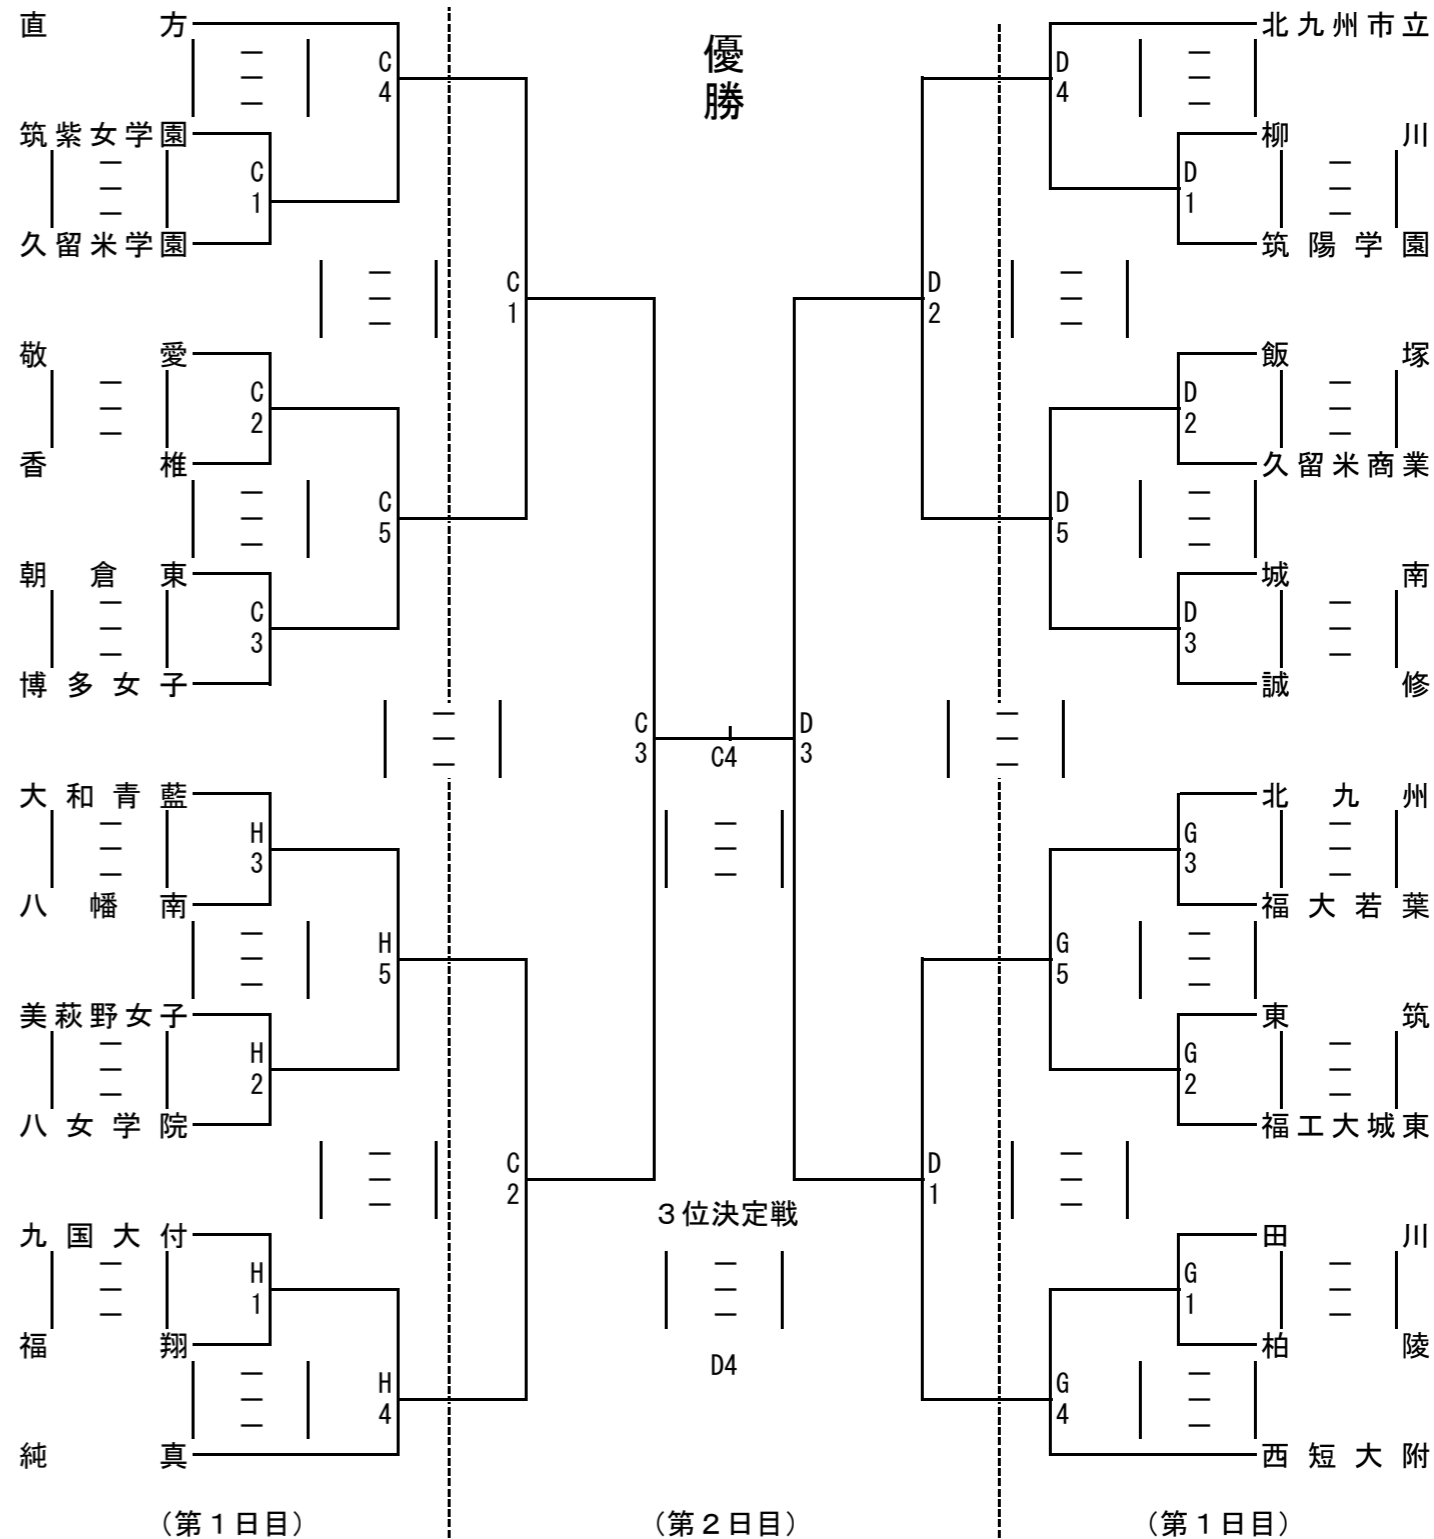 優勝
直方
C4
筑紫女学園
C1
久留米学園
C1
敬愛
C2
香椎
C5
朝倉東
C3
博多女子
C3
大和青藍
H3
八幡南
H5
美萩野女子
H2
八女学院
C2
九国大付
H1
福翔
H4
純真
C4
3位決定戦
D4
北九州市立
D4
柳川
D1
筑陽学園
D2
飯塚
D2
久留米商業
D5
城南
D3
誠修
D3
北九州
G3
福大若葉
G5
東筑
G2
福工大城東
D1
田川
G1
柏陵
G4
西短大附
(第1日目)
(第2日目)
(第1日目)